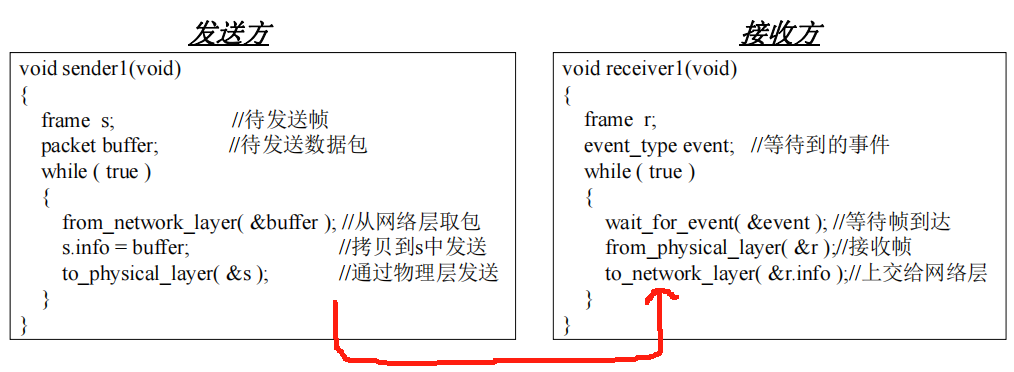 发送方
void sender1(void)
{
frame s; //待发送帧
packet buffer; //待发送数据包
while ( true )
{
from_network_layer( &buffer ); //从网络层取包
s.info = buffer; //拷贝到s中发送
to_physical_layer( &s ); //通过物理层发送
}
}
接收方
void receiver1(void)
{
frame r;
event_type event; //等待到的事件
while ( true )
{
wait_for_event( &event ); //等待帧到达
from_physical_layer( &r );//接收帧
to_network_layer( &r.info );//上交给网络层
}
}